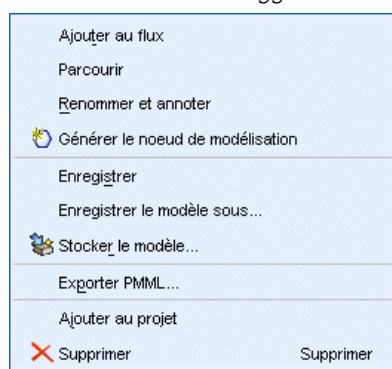 Ajouter au flux
Parcourir
Renommer et annoter
Générer le noeud de modélisation
Enregistrer
Enregistrer le modèle sous...
Stocker le modèle...
Exporter PMML...
Ajouter au projet
Supprimer Supprimer